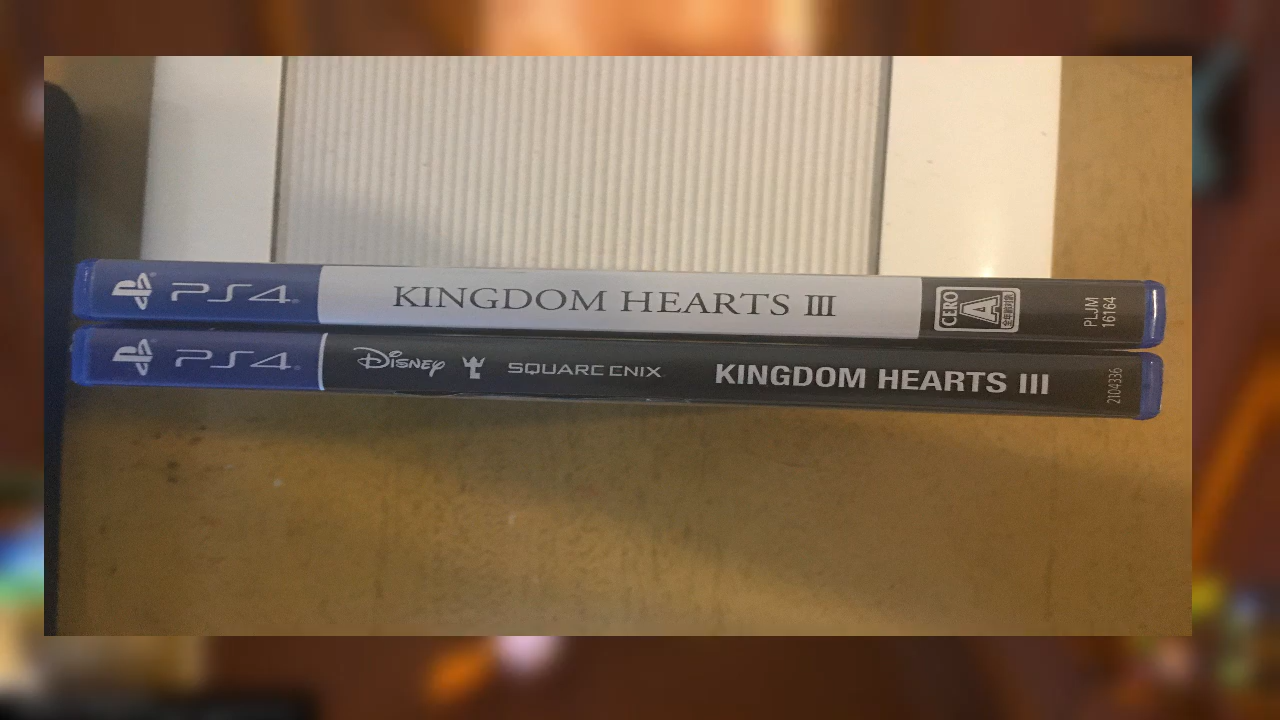 PS4 KINGDOM HEARTS III CERO A PLJM 16164
PS4 Disney SQUARE ENIX KINGDOM HEARTS III 2104336